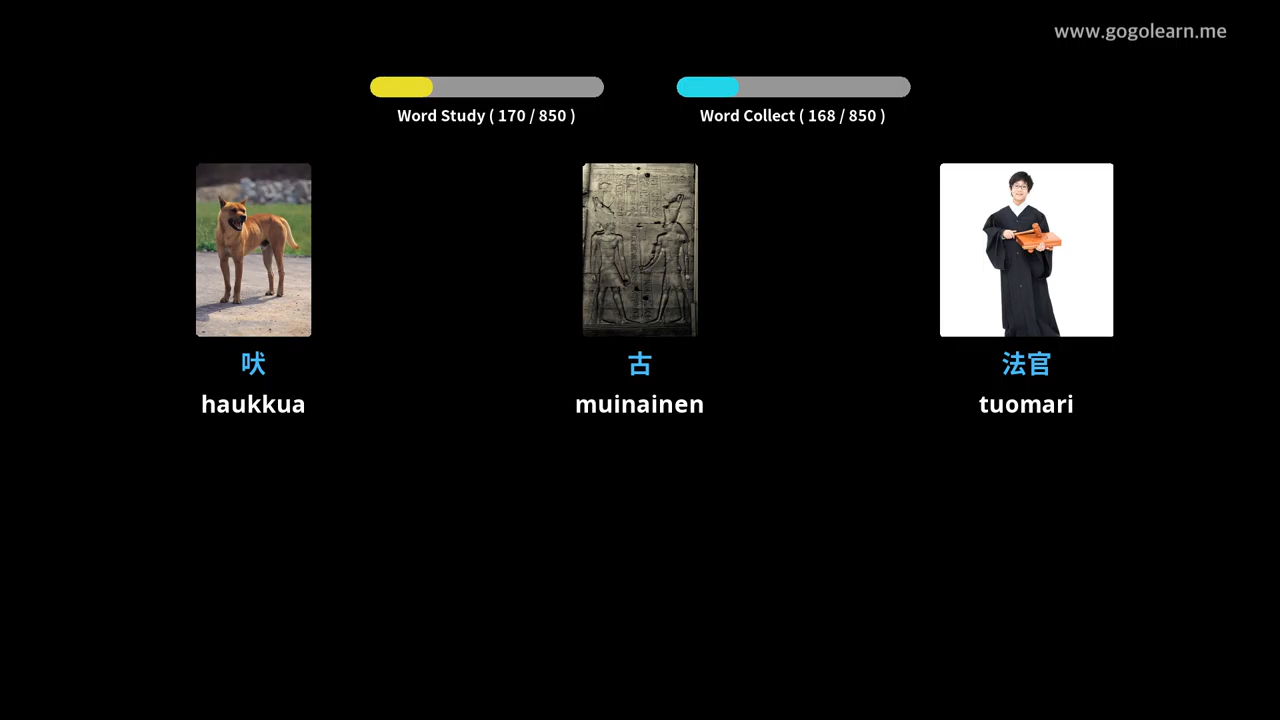 www.gogolearn.me
Word Study ( 170 / 850 )
Word Collect ( 168 / 850 )
吠
haukkua
古
muinainen
法官
tuomari